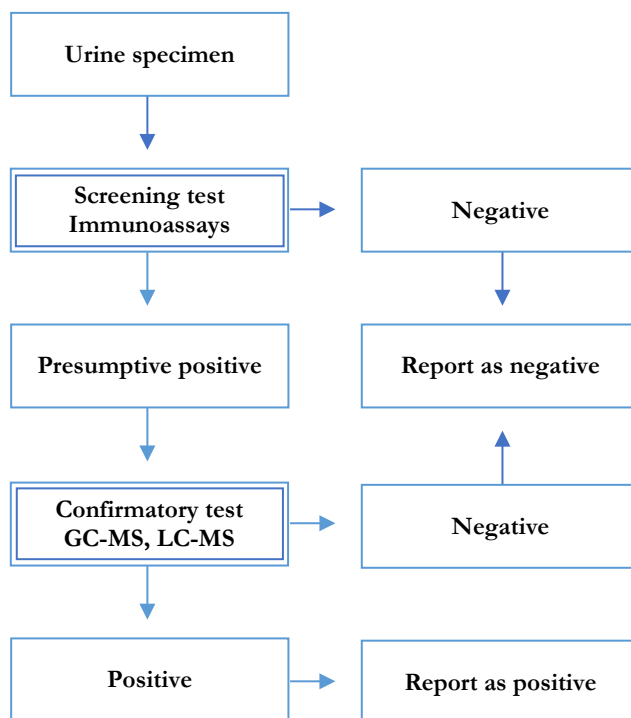 Urine specimen
Screening test
Immunoassays
Negative
Presumptive positive
Report as negative
Confirmatory test
GC-MS, LC-MS
Negative
Positive
Report as positive